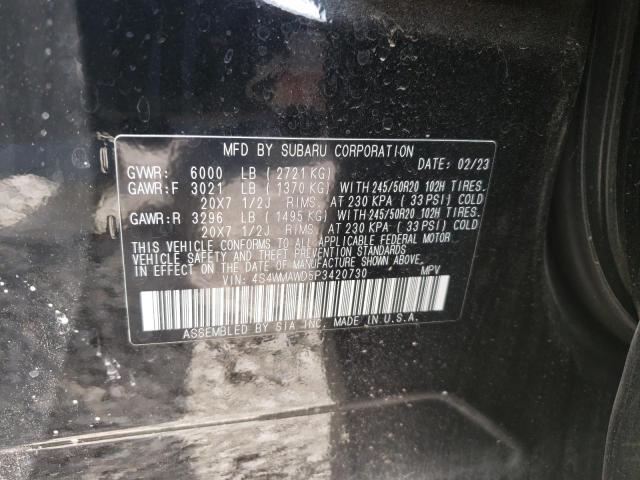 MFD BY SUBARU CORPORATION
DATE: 02/23
GVWR: 6000 LB ( 2721 KG)
GAWR:F 3021 LB ( 1370 KG) WITH 245/50R20 102H TIRES.
20X7 1/2J RIMS. AT 230 KPA ( 33 PSI) COLD
GAWR:R 3296 LB ( 1495 KG) WITH 245/50R20 102H TIRES.
20X7 1/2J RIMS. AT 230 KPA ( 33 PSI) COLD
THIS VEHICLE CONFORMS TO ALL APPLICABLE FEDERAL MOTOR
VEHICLE SAFETY AND THEFT PREVENTION STANDARDS
IN EFFECT ON THE DATE OF MANUFACTURE SHOWN ABOVE.
VIN: 4S4WMAWD5P3420730 MPV
ASSEMBLED BY SIA INC. MADE IN U.S.A.